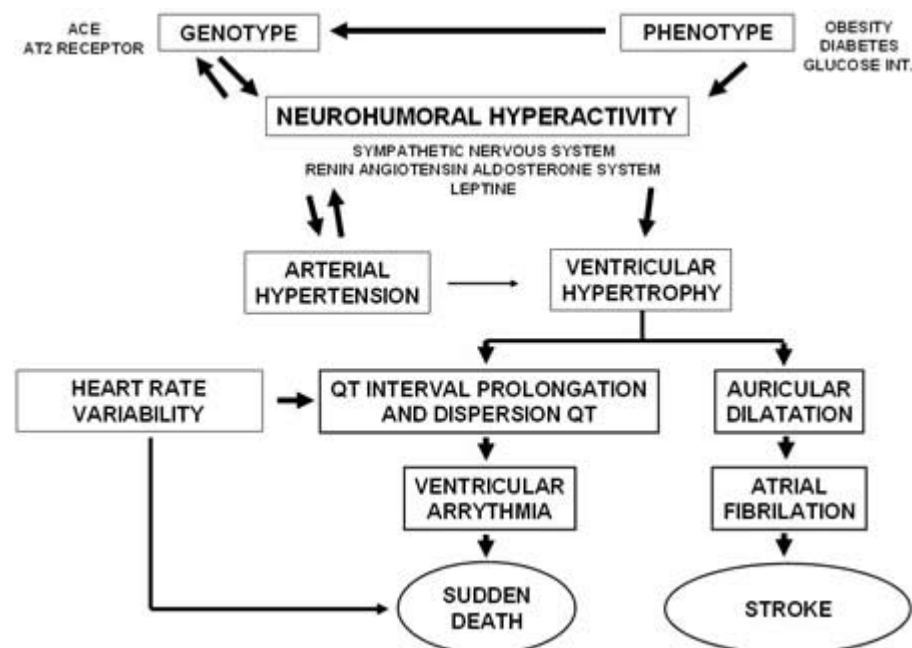 ACE
AT2 RECEPTOR
GENOTYPE
PHENOTYPE
OBESITY
DIABETES
GLUCOSE INT.
NEUROHUMORAL HYPERACTIVITY
SYMPATHETIC NERVOUS SYSTEM
RENIN ANGIOTENSIN ALDOSTERONE SYSTEM
LEPTINE
ARTERIAL
HYPERTENSION
VENTRICULAR
HYPERTROPHY
HEART RATE
VARIABILITY
QT INTERVAL PROLONGATION
AND DISPERSION QT
AURICULAR
DILATATION
VENTRICULAR
ARRYTHMIA
ATRIAL
FIBRILATION
SUDDEN
DEATH
STROKE